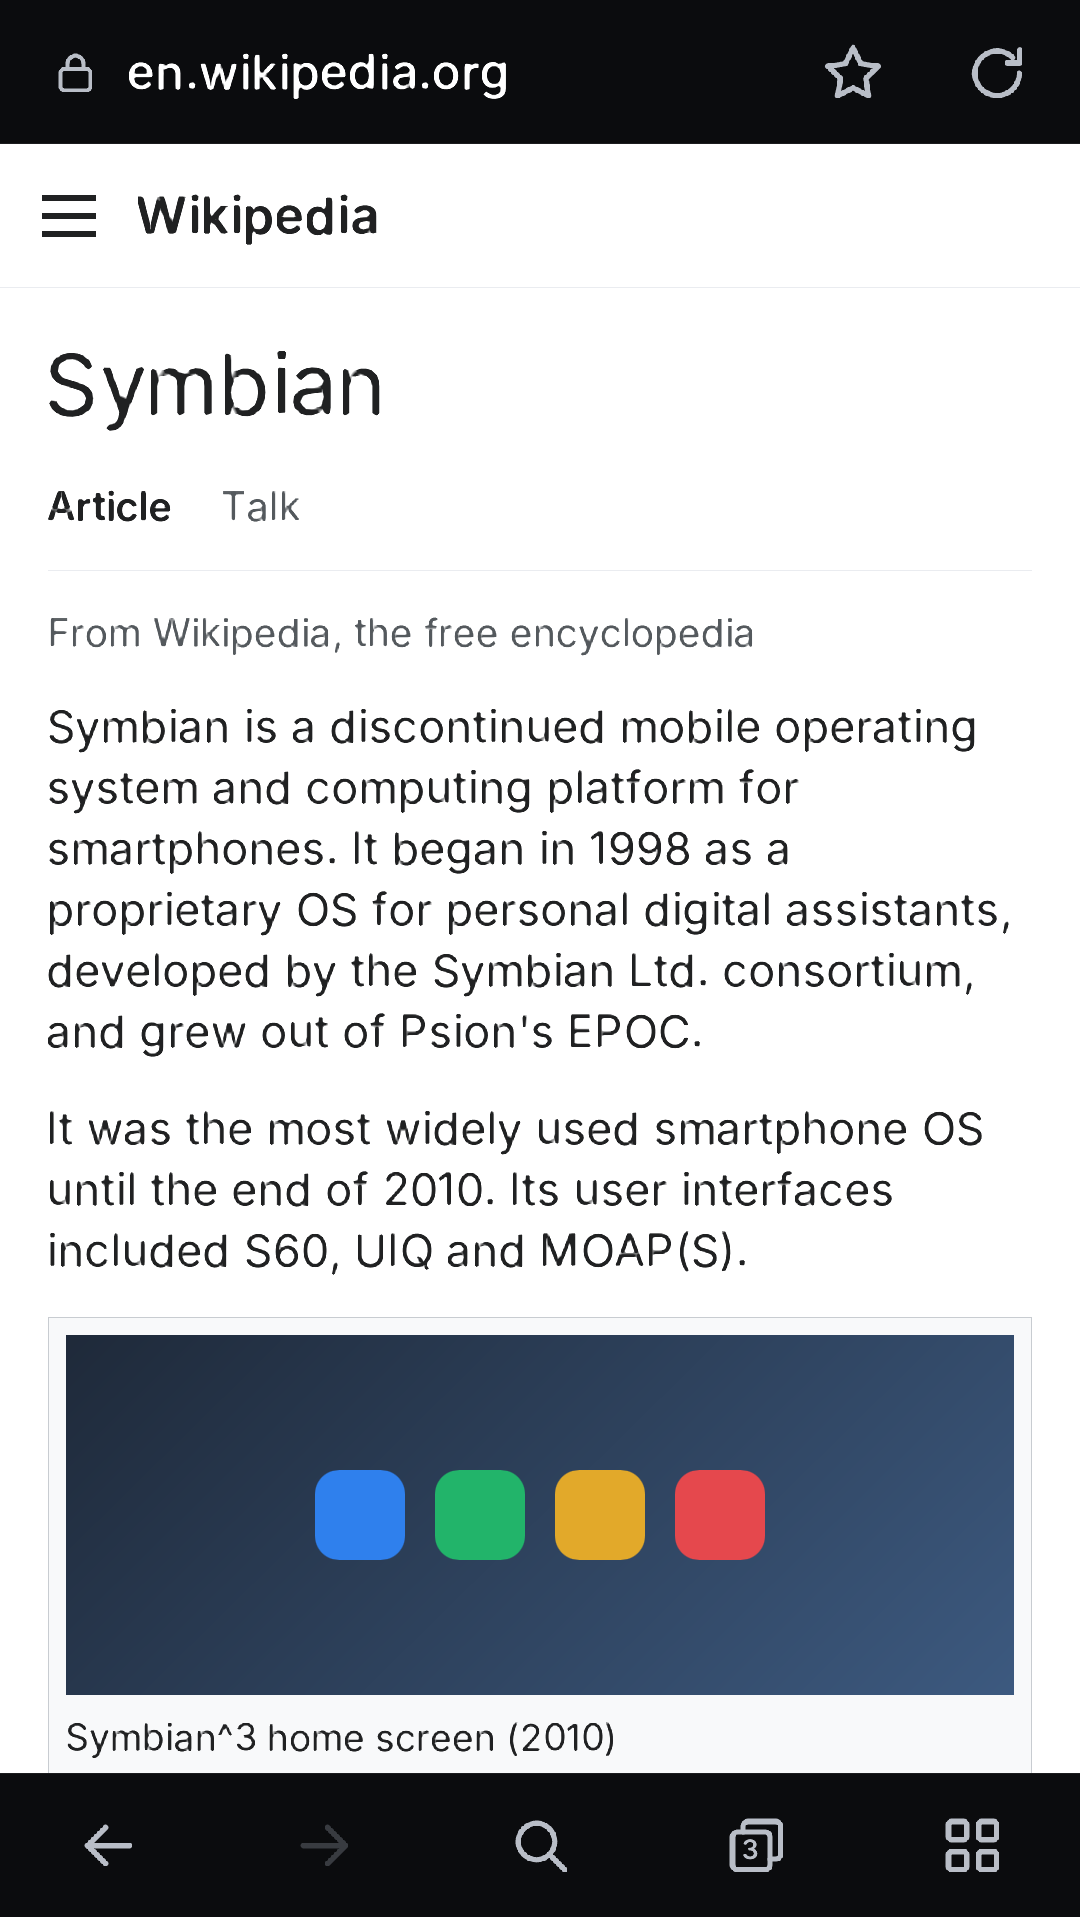 en.wikipedia.org
Wikipedia
Symbian
Article Talk
From Wikipedia, the free encyclopedia
Symbian is a discontinued mobile operating
system and computing platform for
smartphones. It began in 1998 as a
proprietary OS for personal digital assistants,
developed by the Symbian Ltd. consortium,
and grew out of Psion's EPOC.
It was the most widely used smartphone OS
until the end of 2010. Its user interfaces
included S60, UIQ and MOAP(S).
Symbian^3 home screen (2010)
3